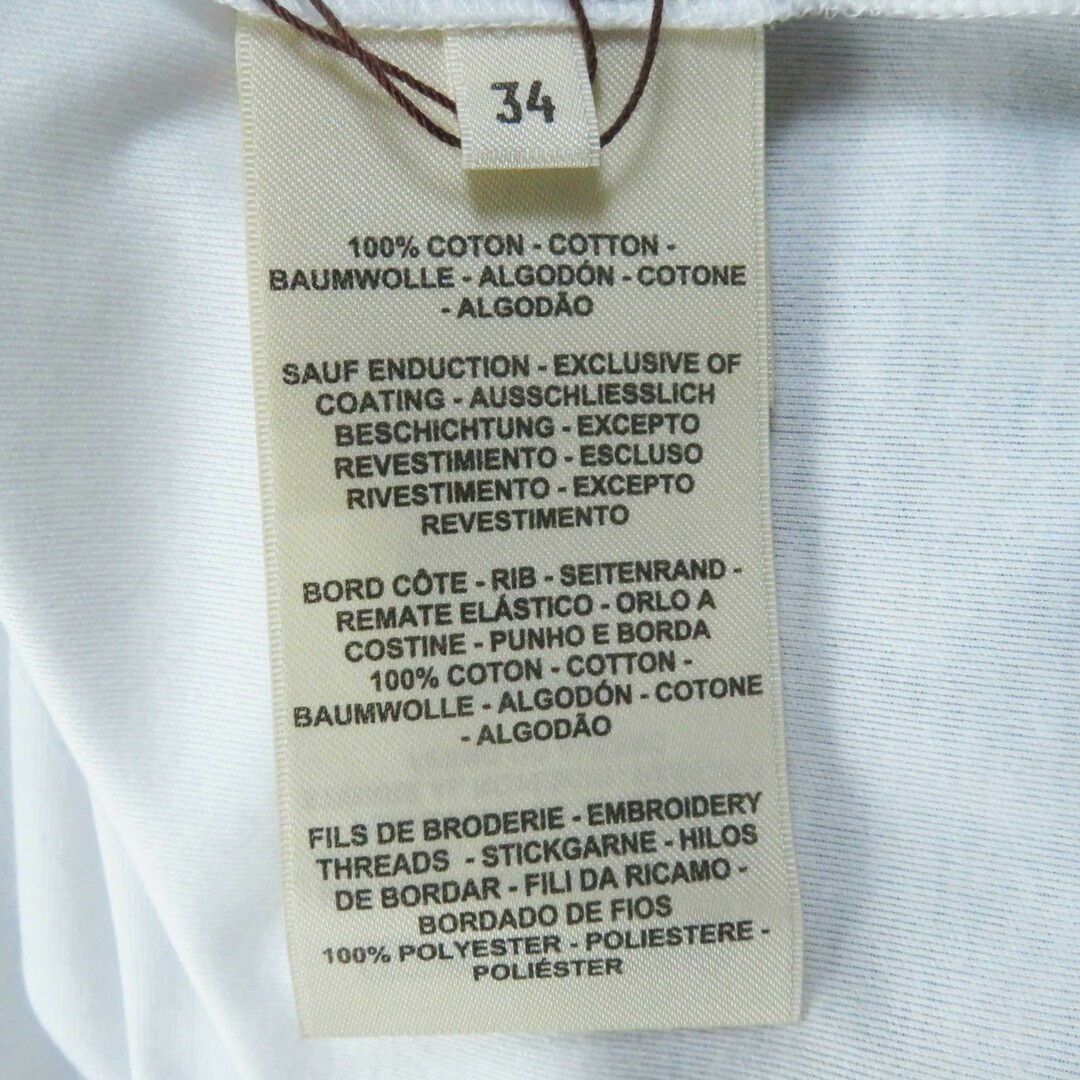 34
100% COTON - COTTON -
BAUMWOLLE - ALGODÓN - COTONE
- ALGODÃO
SAUF ENDUCTION - EXCLUSIVE OF
COATING - AUSSCHLIESSLICH
BESCHICHTUNG - EXCEPTO
REVESTIMIENTO - ESCLUSO
RIVESTIMENTO - EXCEPTO
REVESTIMENTO
BORD CÔTE - RIB - SEITENRAND -
REMATE ELÁSTICO - ORLO A
COSTINE - PUNHO E BORDA
100% COTON - COTTON -
BAUMWOLLE - ALGODÓN - COTONE
- ALGODÃO
FILS DE BRODERIE - EMBROIDERY
THREADS - STICKGARNE - HILOS
DE BORDAR - FILI DA RICAMO -
BORDADO DE FIOS
100% POLYESTER - POLIESTERE -
POLIÉSTER